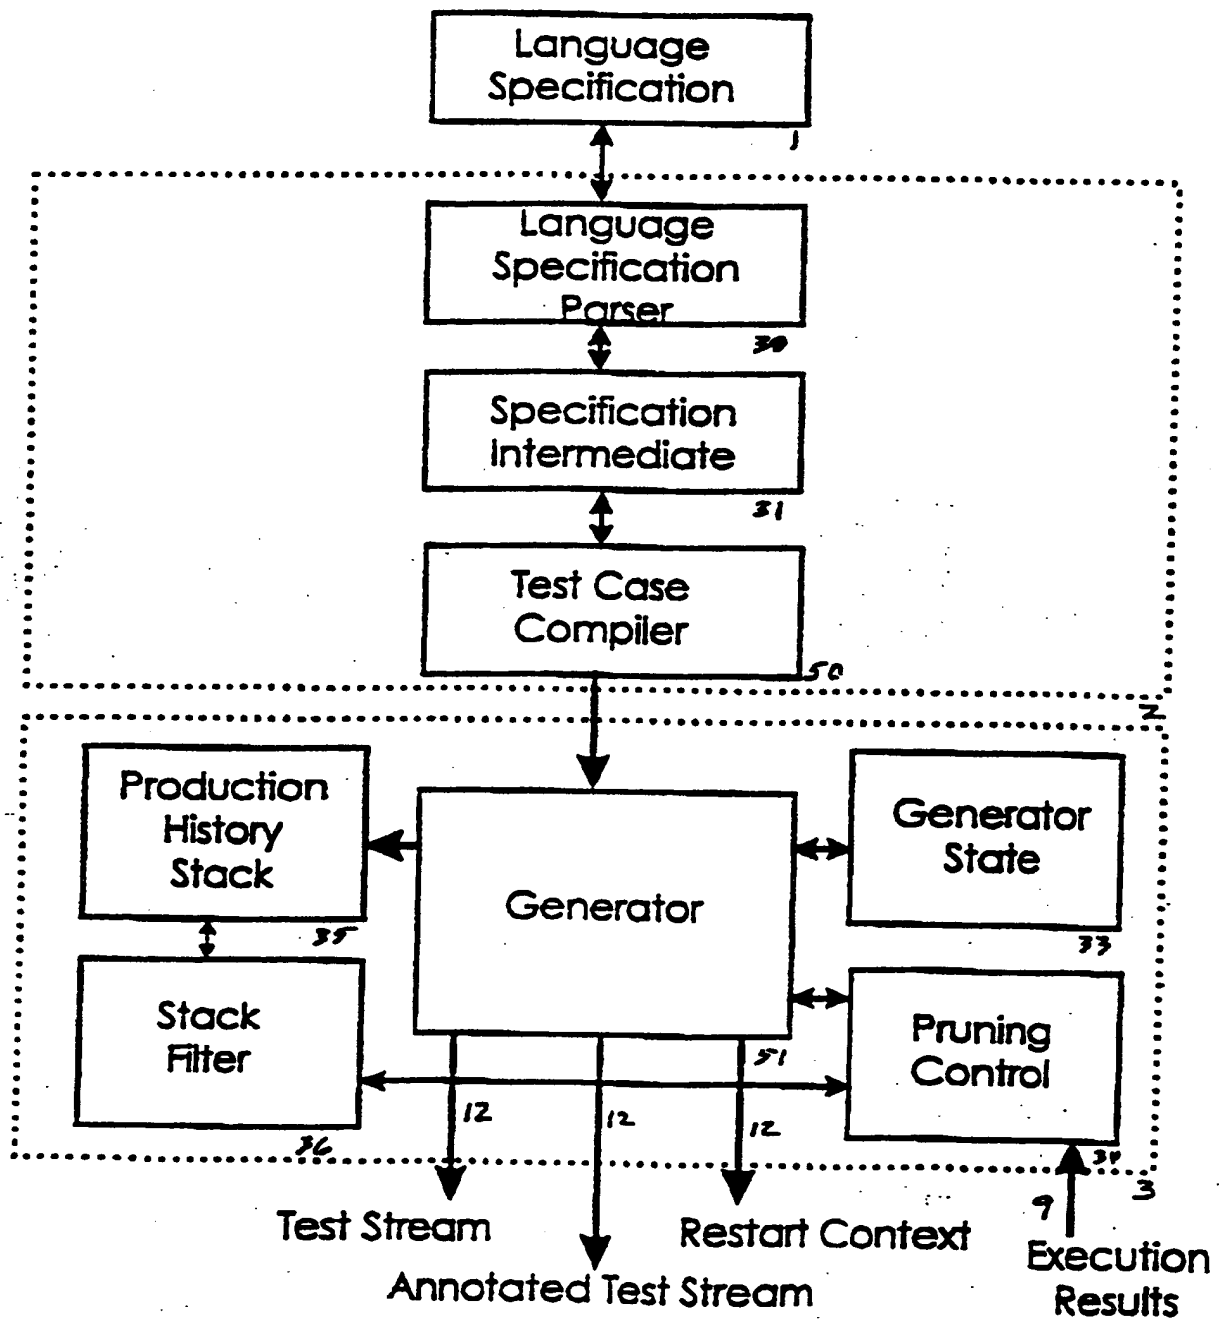 Language
Specification
1
Language
Specification
Parser
30
Specification
Intermediate
31
Test Case
Compiler
50
2
Production
History
Stack
35
Generator
51
Generator
State
33
Stack
Filter
36
Pruning
Control
34
3
12
12
12
9
Test Stream
Restart Context
Annotated Test Stream
Execution
Results